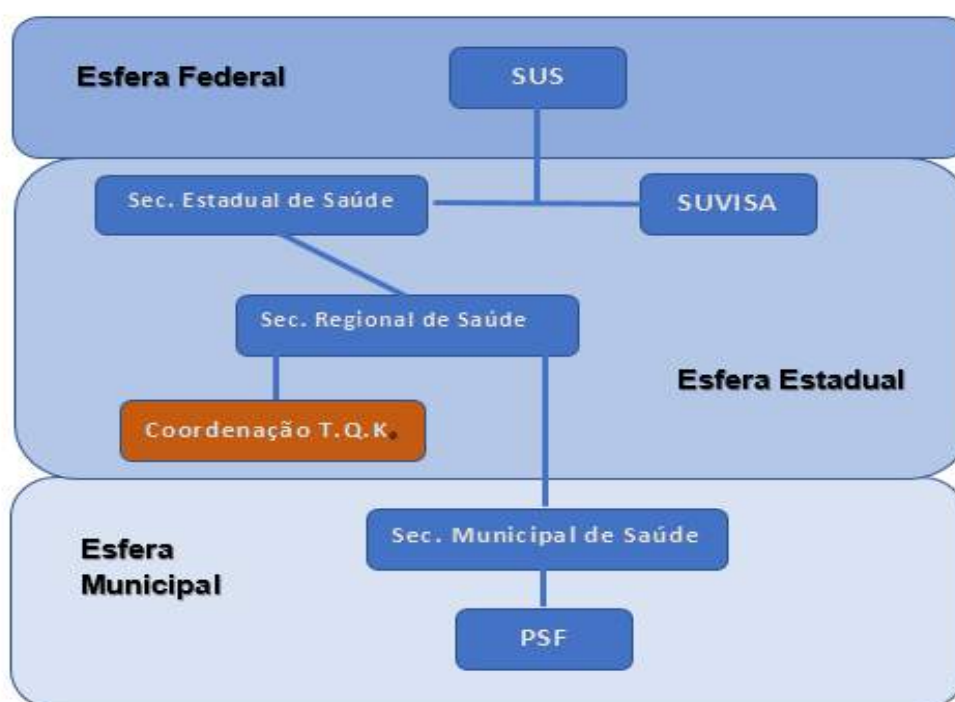 Esfera Federal
SUS
Sec. Estadual de Saúde
SUVISA
Sec. Regional de Saúde
Esfera Estadual
Coordenação T.Q.K.
Sec. Municipal de Saúde
Esfera
Municipal
PSF